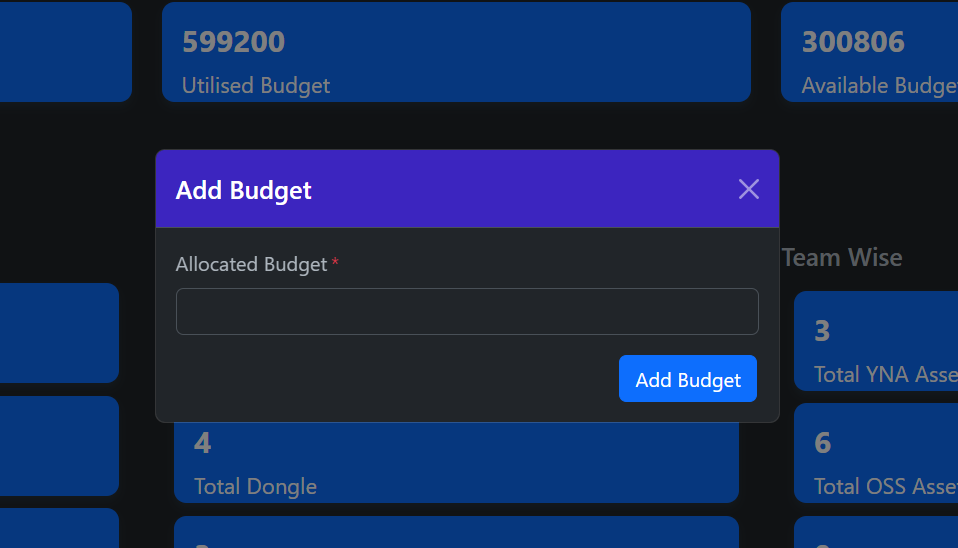 599200
Utilised Budget
300806
Available Budge
Add Budget
Allocated Budget *
Add Budget
Team Wise
3
Total YNA Asse
4
Total Dongle
6
Total OSS Asse